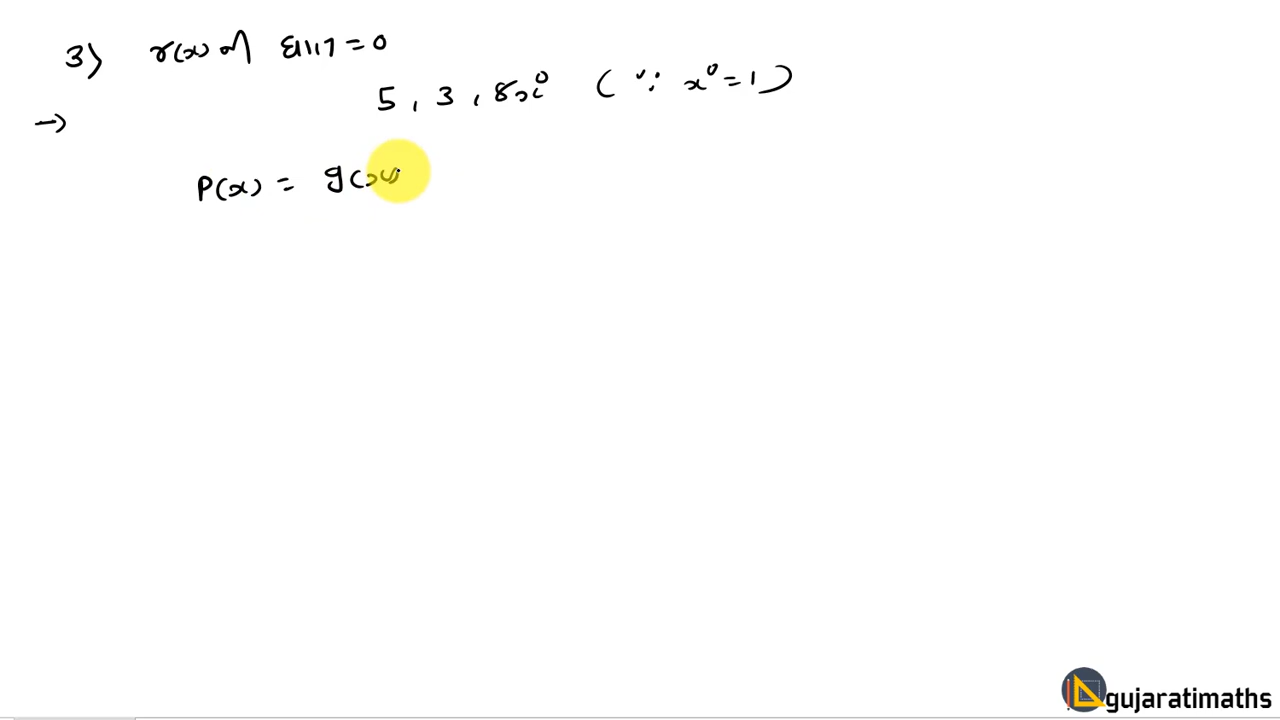 3) r(x) ની ઘાત = 0
5, 3, 8x⁰ (∵ x⁰ = 1)
→
P(x) = g(x)
gujaratimaths